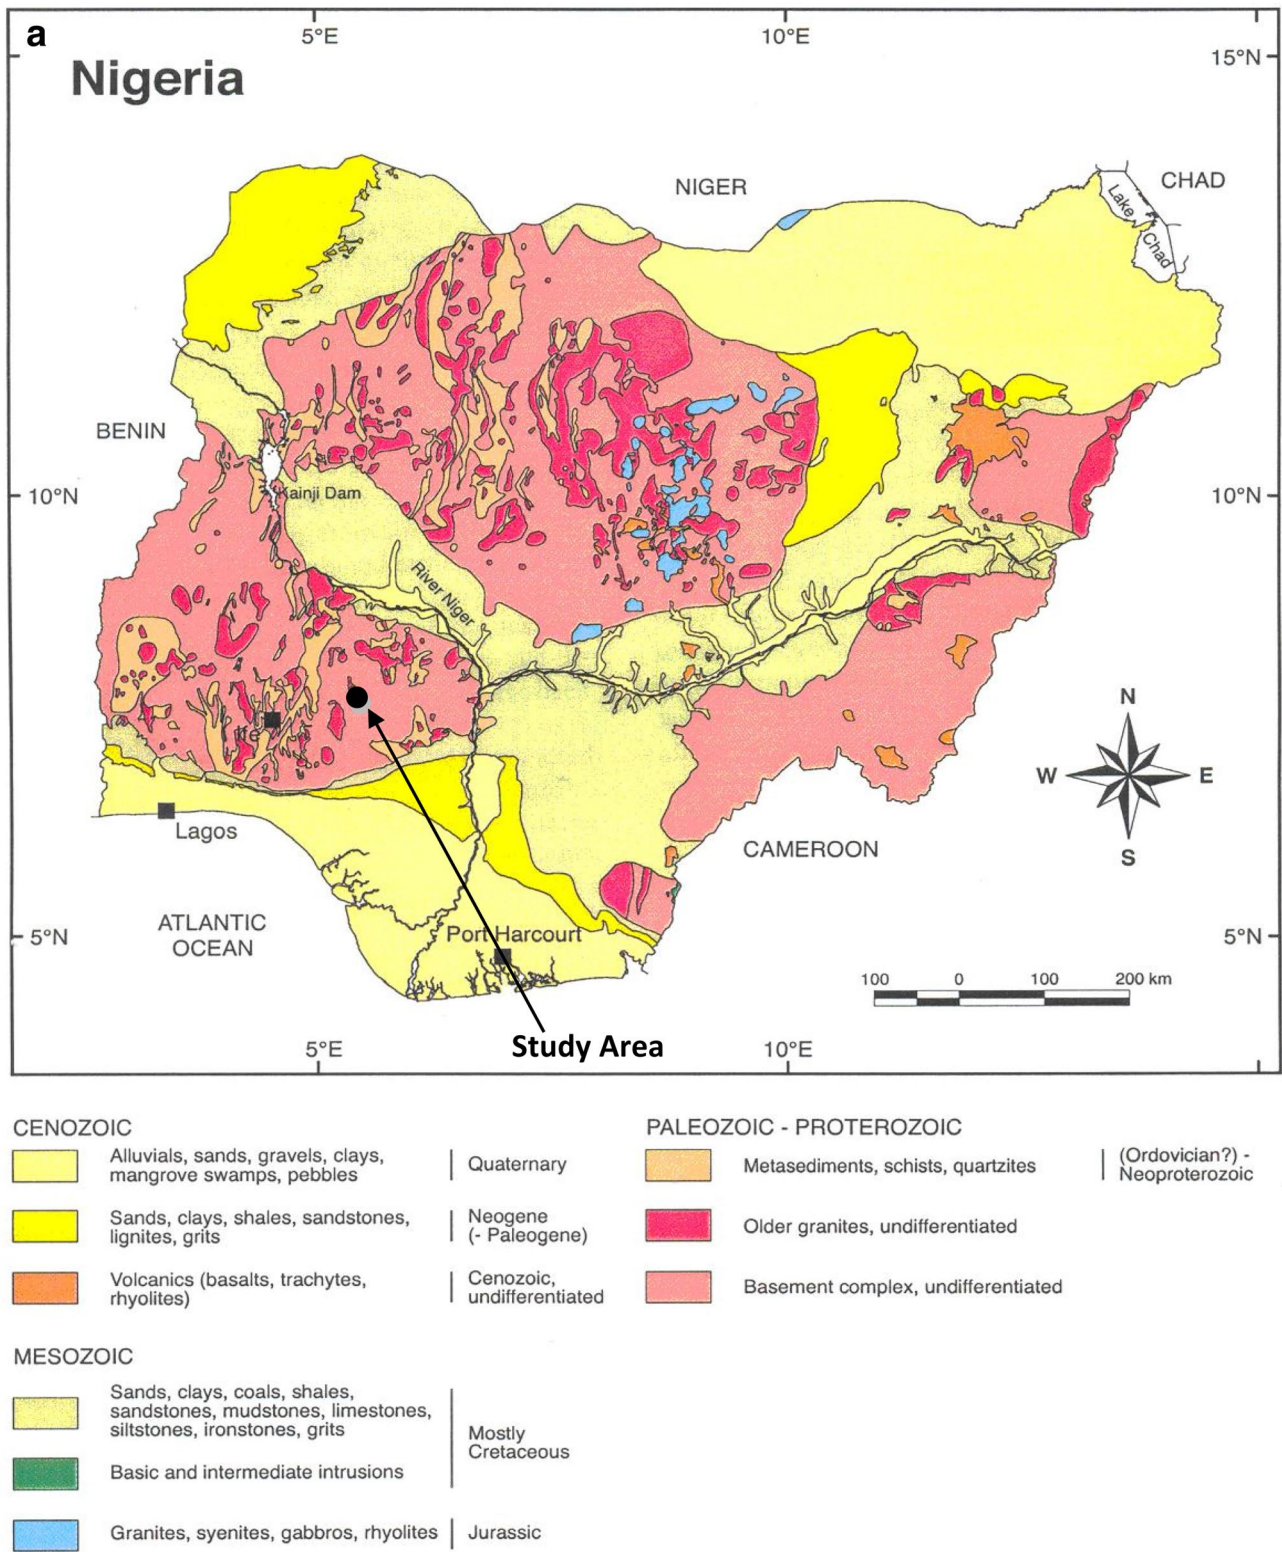 a
5°E
10°E
15°N
Nigeria
NIGER
CHAD
Lake
Chad
BENIN
10°N
10°N
Kainji Dam
River Niger
Ife
N
W
E
S
Lagos
CAMEROON
ATLANTIC
OCEAN
Port Harcourt
5°N
5°N
100
0
100
200 km
Study Area
5°E
10°E
CENOZOIC
Alluvials, sands, gravels, clays,
mangrove swamps, pebbles
Quaternary
Sands, clays, shales, sandstones,
lignites, grits
Neogene
(- Paleogene)
Volcanics (basalts, trachytes,
rhyolites)
Cenozoic,
undifferentiated
PALEOZOIC - PROTEROZOIC
Metasediments, schists, quartzites
(Ordovician?) -
Neoproterozoic
Older granites, undifferentiated
Basement complex, undifferentiated
MESOZOIC
Sands, clays, coals, shales,
sandstones, mudstones, limestones,
siltstones, ironstones, grits
Mostly
Cretaceous
Basic and intermediate intrusions
Granites, syenites, gabbros, rhyolites
Jurassic